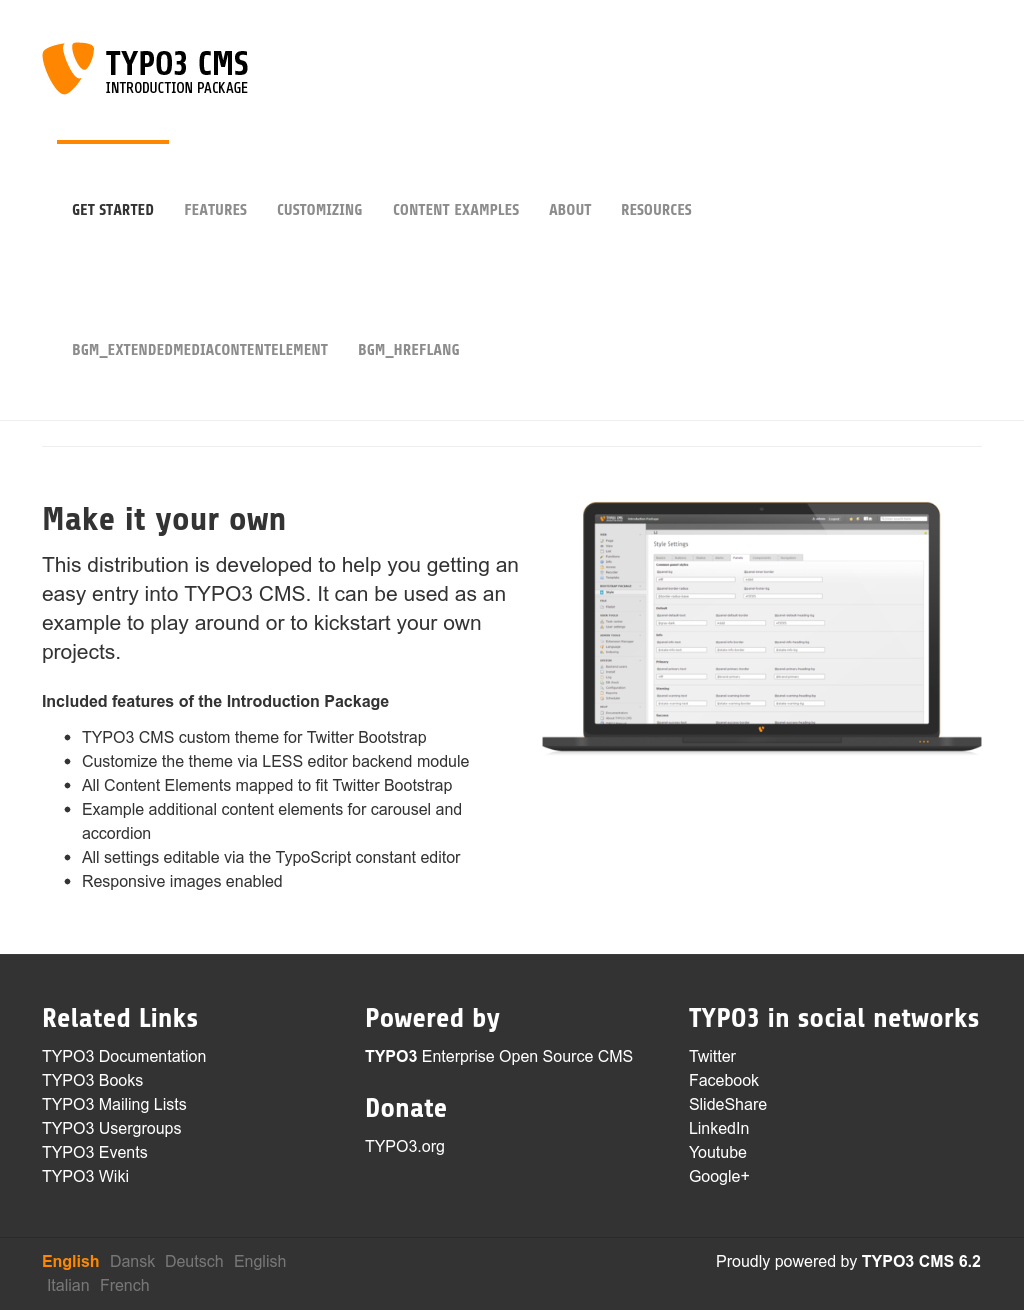 TYPO3 CMS
INTRODUCTION PACKAGE
GET STARTED FEATURES CUSTOMIZING CONTENT EXAMPLES ABOUT RESOURCES
BGM_EXTENDEDMEDIACONTENTELEMENT BGM_HREFLANG
Make it your own
This distribution is developed to help you getting an
easy entry into TYPO3 CMS. It can be used as an
example to play around or to kickstart your own
projects.
Included features of the Introduction Package
• TYPO3 CMS custom theme for Twitter Bootstrap
• Customize the theme via LESS editor backend module
• All Content Elements mapped to fit Twitter Bootstrap
• Example additional content elements for carousel and
accordion
• All settings editable via the TypoScript constant editor
• Responsive images enabled
Style Settings
Related Links
TYPO3 Documentation
TYPO3 Books
TYPO3 Mailing Lists
TYPO3 Usergroups
TYPO3 Events
TYPO3 Wiki
Powered by
TYPO3 Enterprise Open Source CMS
Donate
TYPO3.org
TYPO3 in social networks
Twitter
Facebook
SlideShare
LinkedIn
Youtube
Google+
English Dansk Deutsch English
Italian French
Proudly powered by TYPO3 CMS 6.2